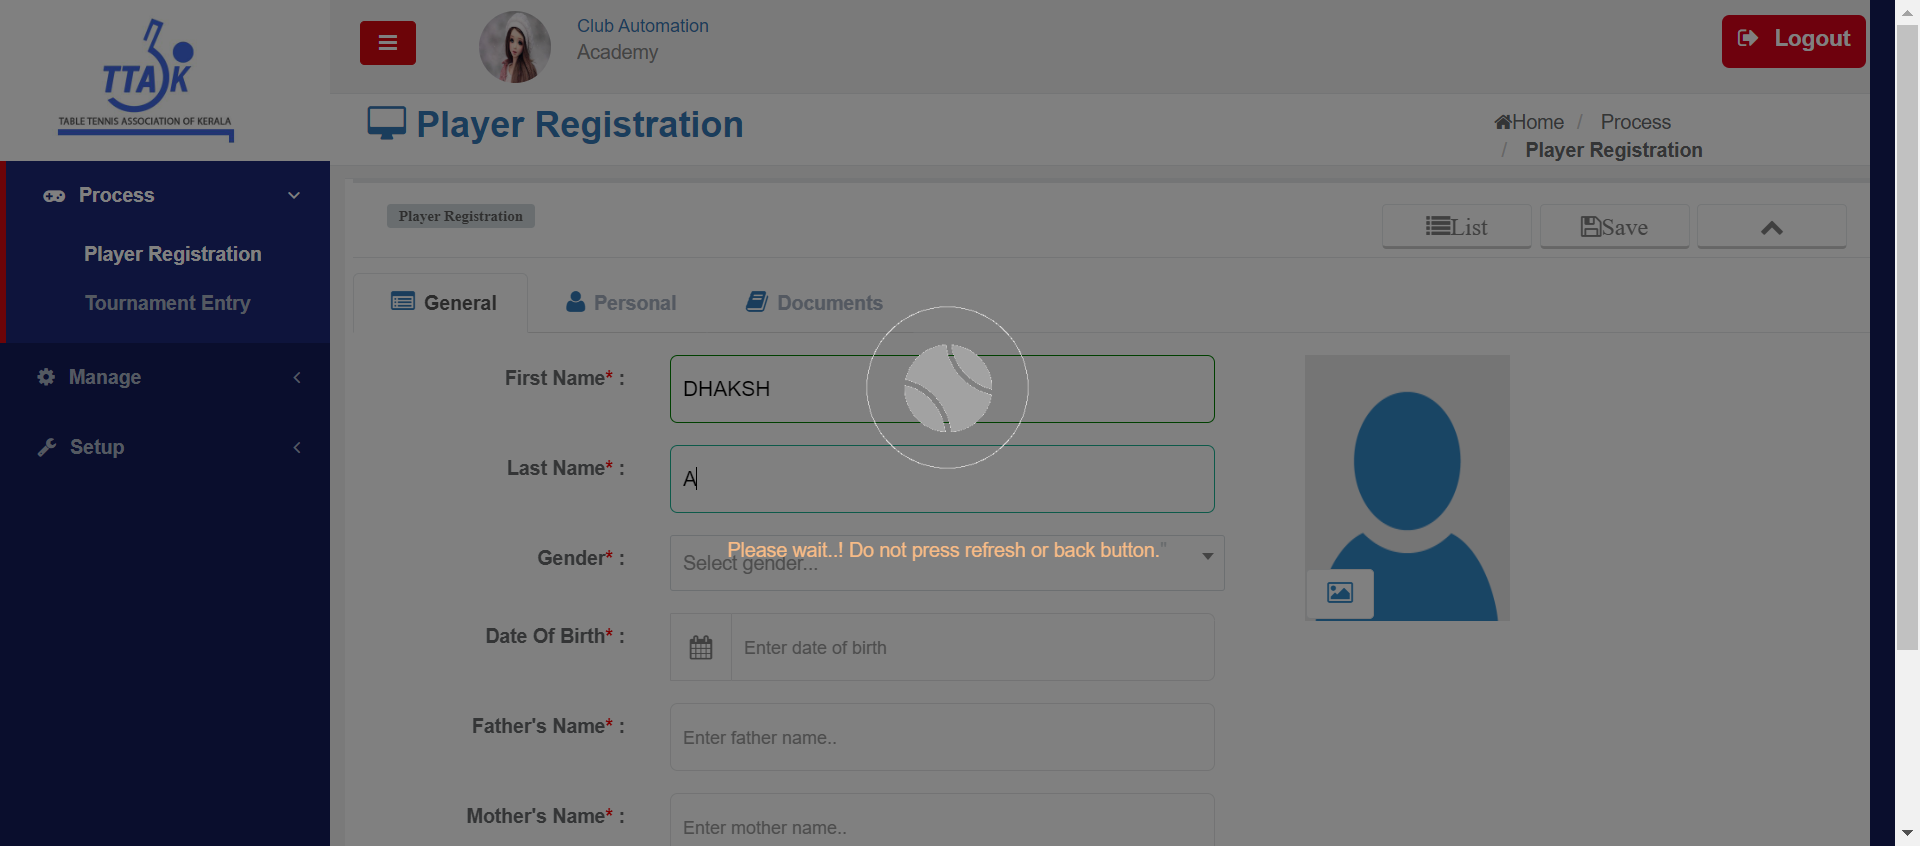 TTAK
TABLE TENNIS ASSOCIATION OF KERALA
Process
Player Registration
Tournament Entry
Manage
Setup
Club Automation
Academy
Logout
Player Registration
Home / Process
/ Player Registration
Player Registration
List
Save
General
Personal
Documents
First Name* :
DHAKSH
Last Name* :
A
Gender* :
Select gender...
Please wait..! Do not press refresh or back button."
Date Of Birth* :
Enter date of birth
Father's Name* :
Enter father name..
Mother's Name* :
Enter mother name..